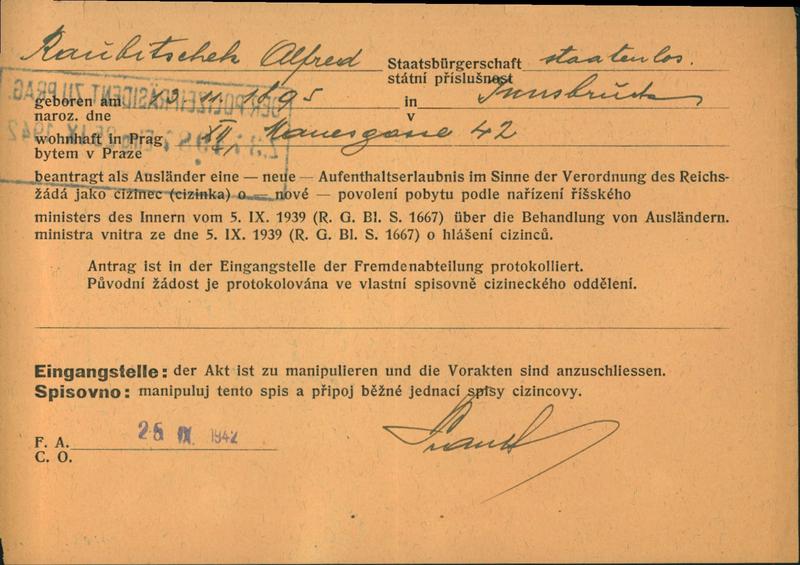 Raubitschek Alfred Staatsbürgerschaft staatenlos.
státní příslušnost
geboren am 13. 11. 1895 in Innsbruck
naroz. dne v
wohnhaft in Prag XII, Manesgasse 42
bytem v Praze
DER POLIZEIPRÄSIDENT ZU PRAG.
beantragt als Ausländer eine — neue — Aufenthaltserlaubnis im Sinne der Verordnung des Reichs-
žádá jako cizinec (cizinka) o — nové — povolení pobytu podle nařízení říšského
ministers des Innern vom 5. IX. 1939 (R. G. Bl. S. 1667) über die Behandlung von Ausländern.
ministra vnitra ze dne 5. IX. 1939 (R. G. Bl. S. 1667) o hlášení cizinců.
Antrag ist in der Eingangstelle der Fremdenabteilung protokolliert.
Původní žádost je protokolována ve vlastní spisovně cizineckého oddělení.
Eingangstelle: der Akt ist zu manipulieren und die Vorakten sind anzuschliessen.
Spisovno: manipuluj tento spis a připoj běžné jednací spisy cizincovy.
F. A. 25 IX. 1942
C. O.